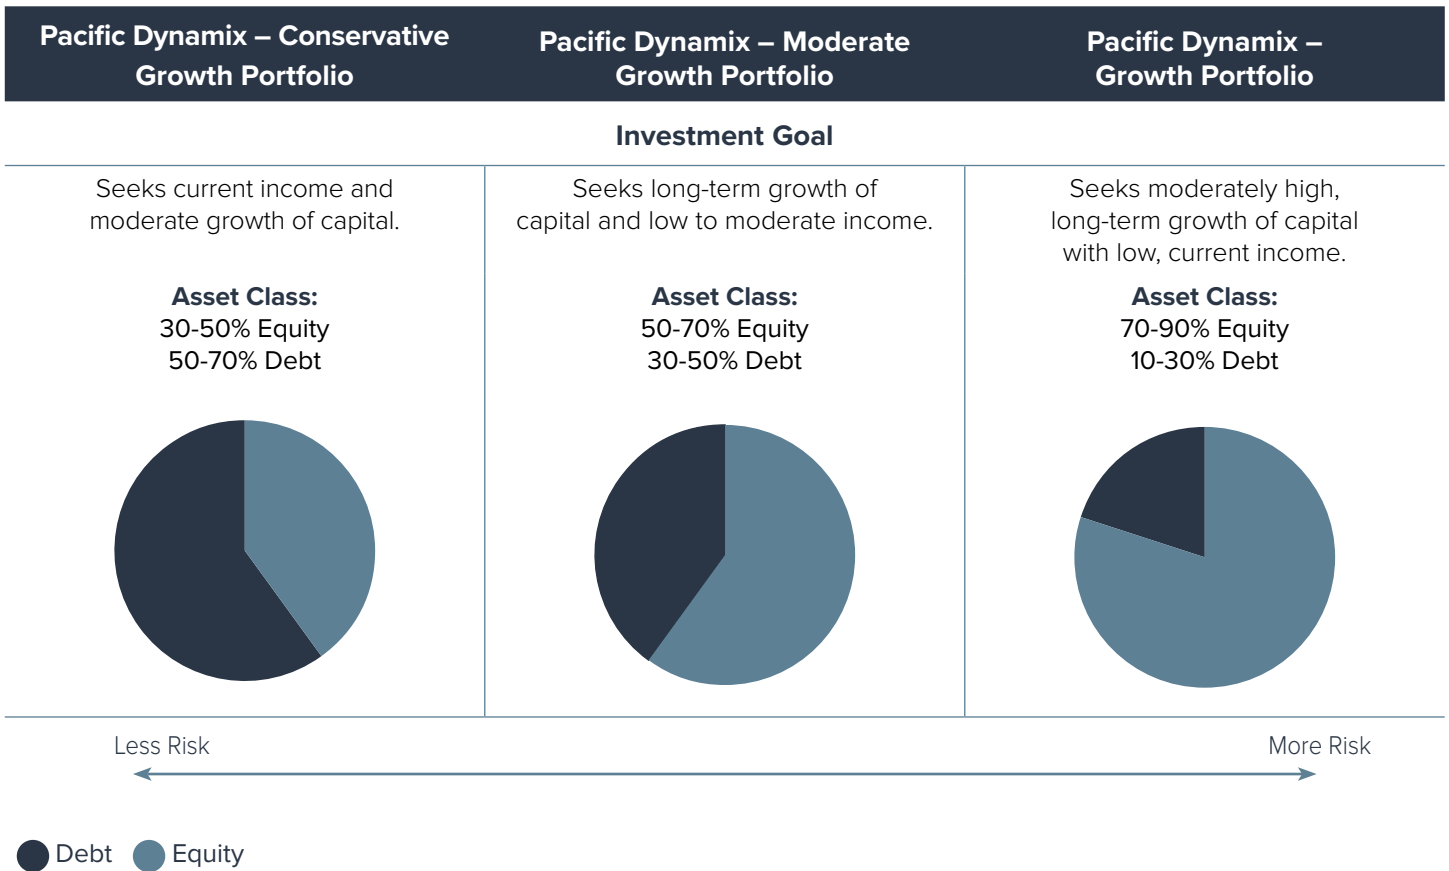 Pacific Dynamix – Conservative
Growth Portfolio
Pacific Dynamix – Moderate
Growth Portfolio
Pacific Dynamix –
Growth Portfolio
Investment Goal
Seeks current income and
moderate growth of capital.
Asset Class:
30-50% Equity
50-70% Debt
Seeks long-term growth of
capital and low to moderate income.
Asset Class:
50-70% Equity
30-50% Debt
Seeks moderately high,
long-term growth of capital
with low, current income.
Asset Class:
70-90% Equity
10-30% Debt
Less Risk
More Risk
Debt
Equity